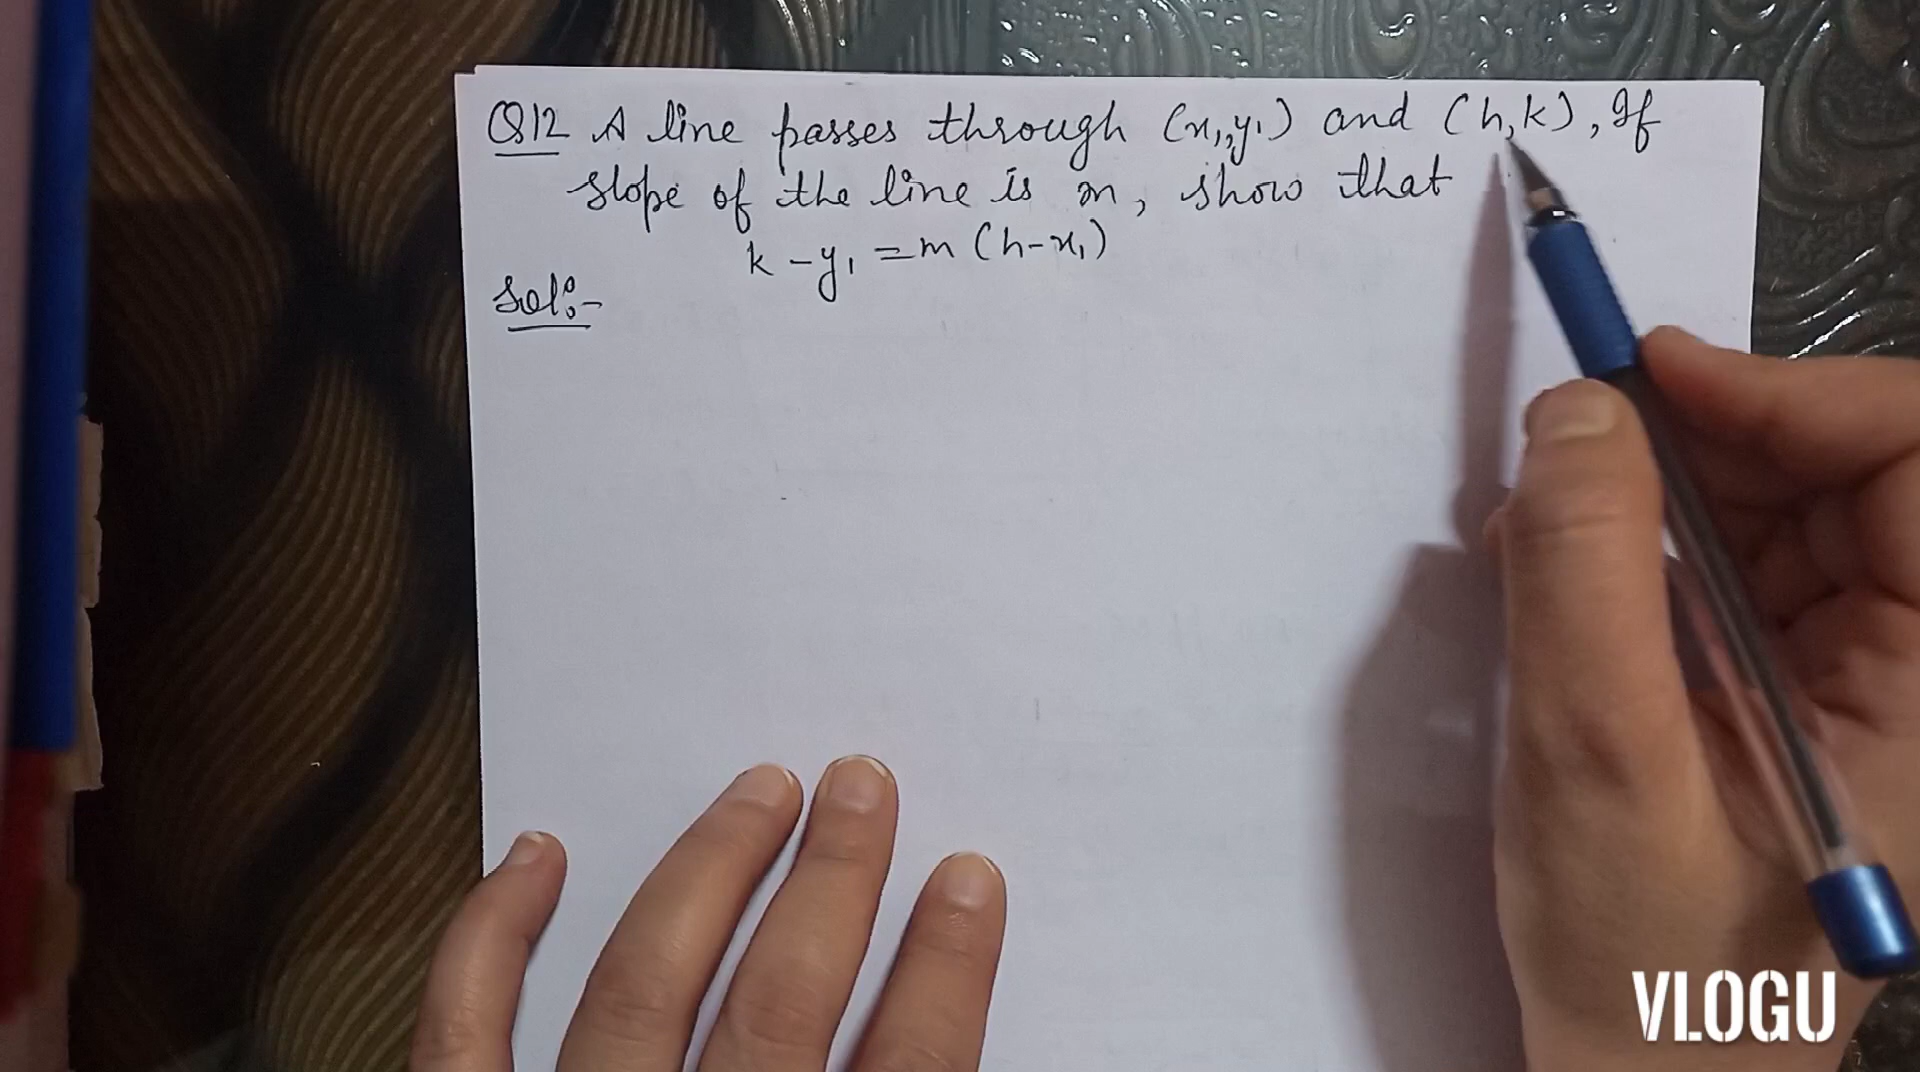 Q12 A line passes through (x₁,y₁) and (h,k), If
slope of the line is m, show that
k - y₁ = m (h-x₁)
Sol:-
VLOGU